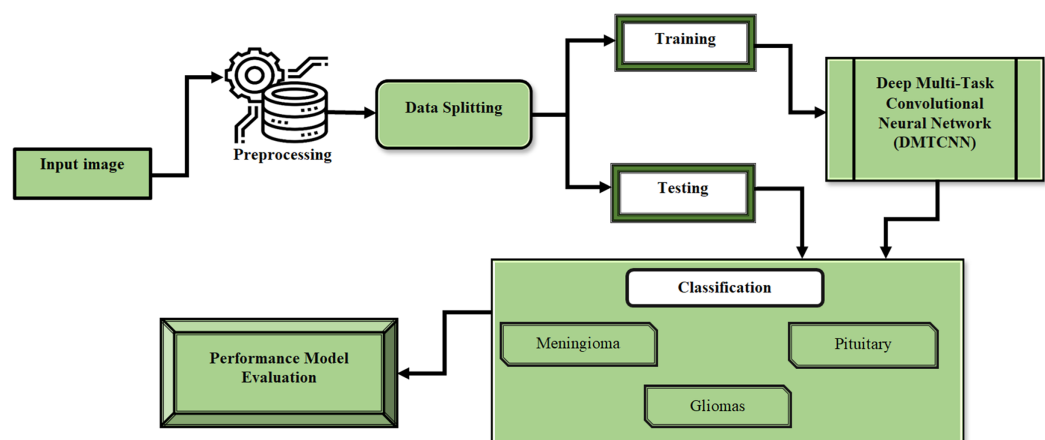 Input image
Preprocessing
Data Splitting
Training
Testing
Deep Multi-Task
Convolutional
Neural Network
(DMTCNN)
Classification
Meningioma
Pituitary
Gliomas
Performance Model
Evaluation